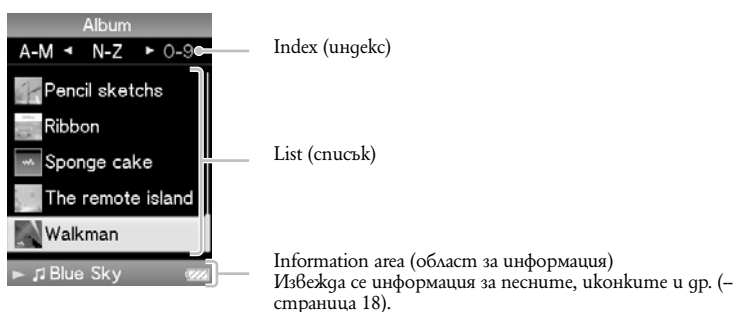 Album
A-M ◄ N-Z ► 0-9
Index (индекс)
Pencil sketchs
Ribbon
Sponge cake
List (списък)
The remote island
Walkman
Blue Sky
Information area (област за информация)
Извежда се информация за песните, иконките и др. (–
страница 18).